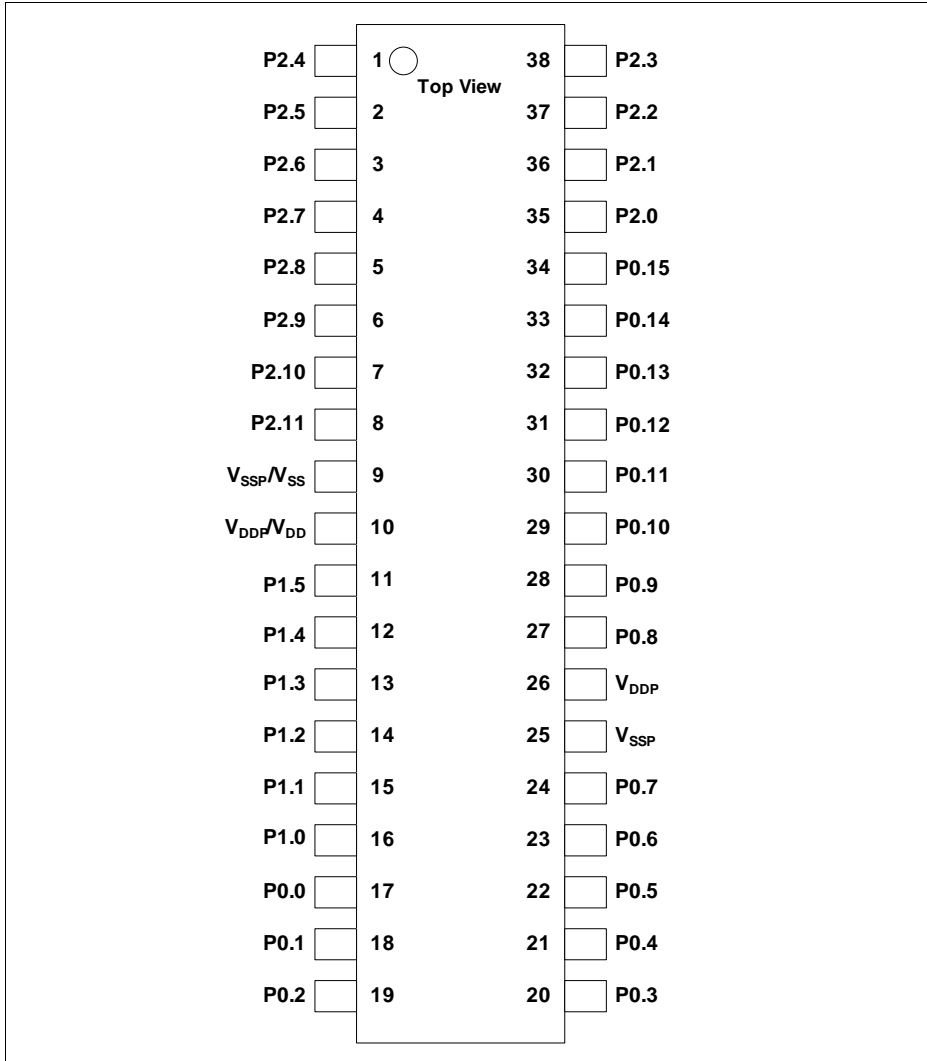 P2.4 1 38 P2.3
Top View
P2.5 2 37 P2.2
P2.6 3 36 P2.1
P2.7 4 35 P2.0
P2.8 5 34 P0.15
P2.9 6 33 P0.14
P2.10 7 32 P0.13
P2.11 8 31 P0.12
VSSP/VSS 9 30 P0.11
VDDP/VDD 10 29 P0.10
P1.5 11 28 P0.9
P1.4 12 27 P0.8
P1.3 13 26 VDDP
P1.2 14 25 VSSP
P1.1 15 24 P0.7
P1.0 16 23 P0.6
P0.0 17 22 P0.5
P0.1 18 21 P0.4
P0.2 19 20 P0.3